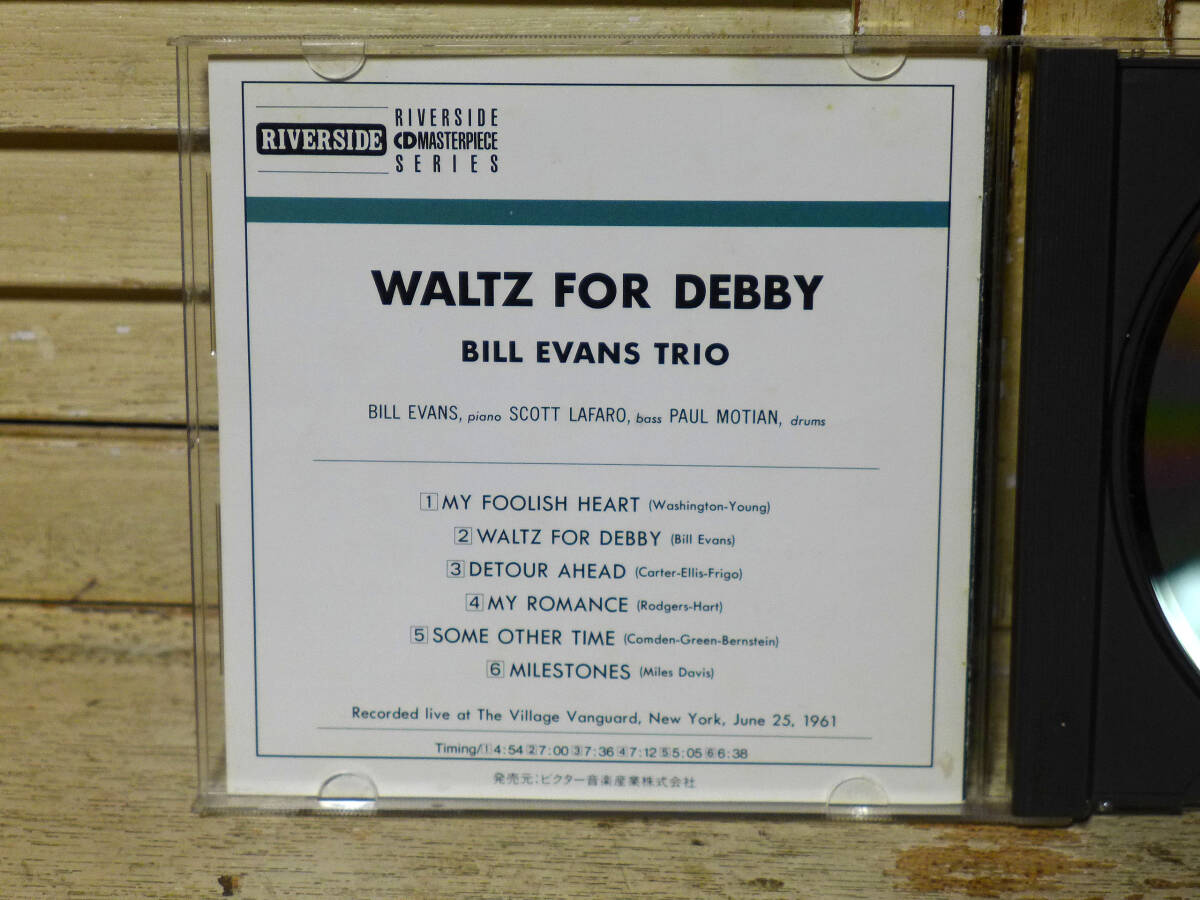 RIVERSIDE
RIVERSIDE
CD MASTERPIECE
SERIES
WALTZ FOR DEBBY
BILL EVANS TRIO
BILL EVANS, piano SCOTT LAFARO, bass PAUL MOTIAN, drums
1 MY FOOLISH HEART (Washington-Young)
2 WALTZ FOR DEBBY (Bill Evans)
3 DETOUR AHEAD (Carter-Ellis-Frigo)
4 MY ROMANCE (Rodgers-Hart)
5 SOME OTHER TIME (Comden-Green-Bernstein)
6 MILESTONES (Miles Davis)
Recorded live at The Village Vanguard, New York, June 25, 1961
Timing/1 4:54 2 7:00 3 7:36 4 7:12 5 5:05 6 6:38
発売元:ビクター音楽産業株式会社